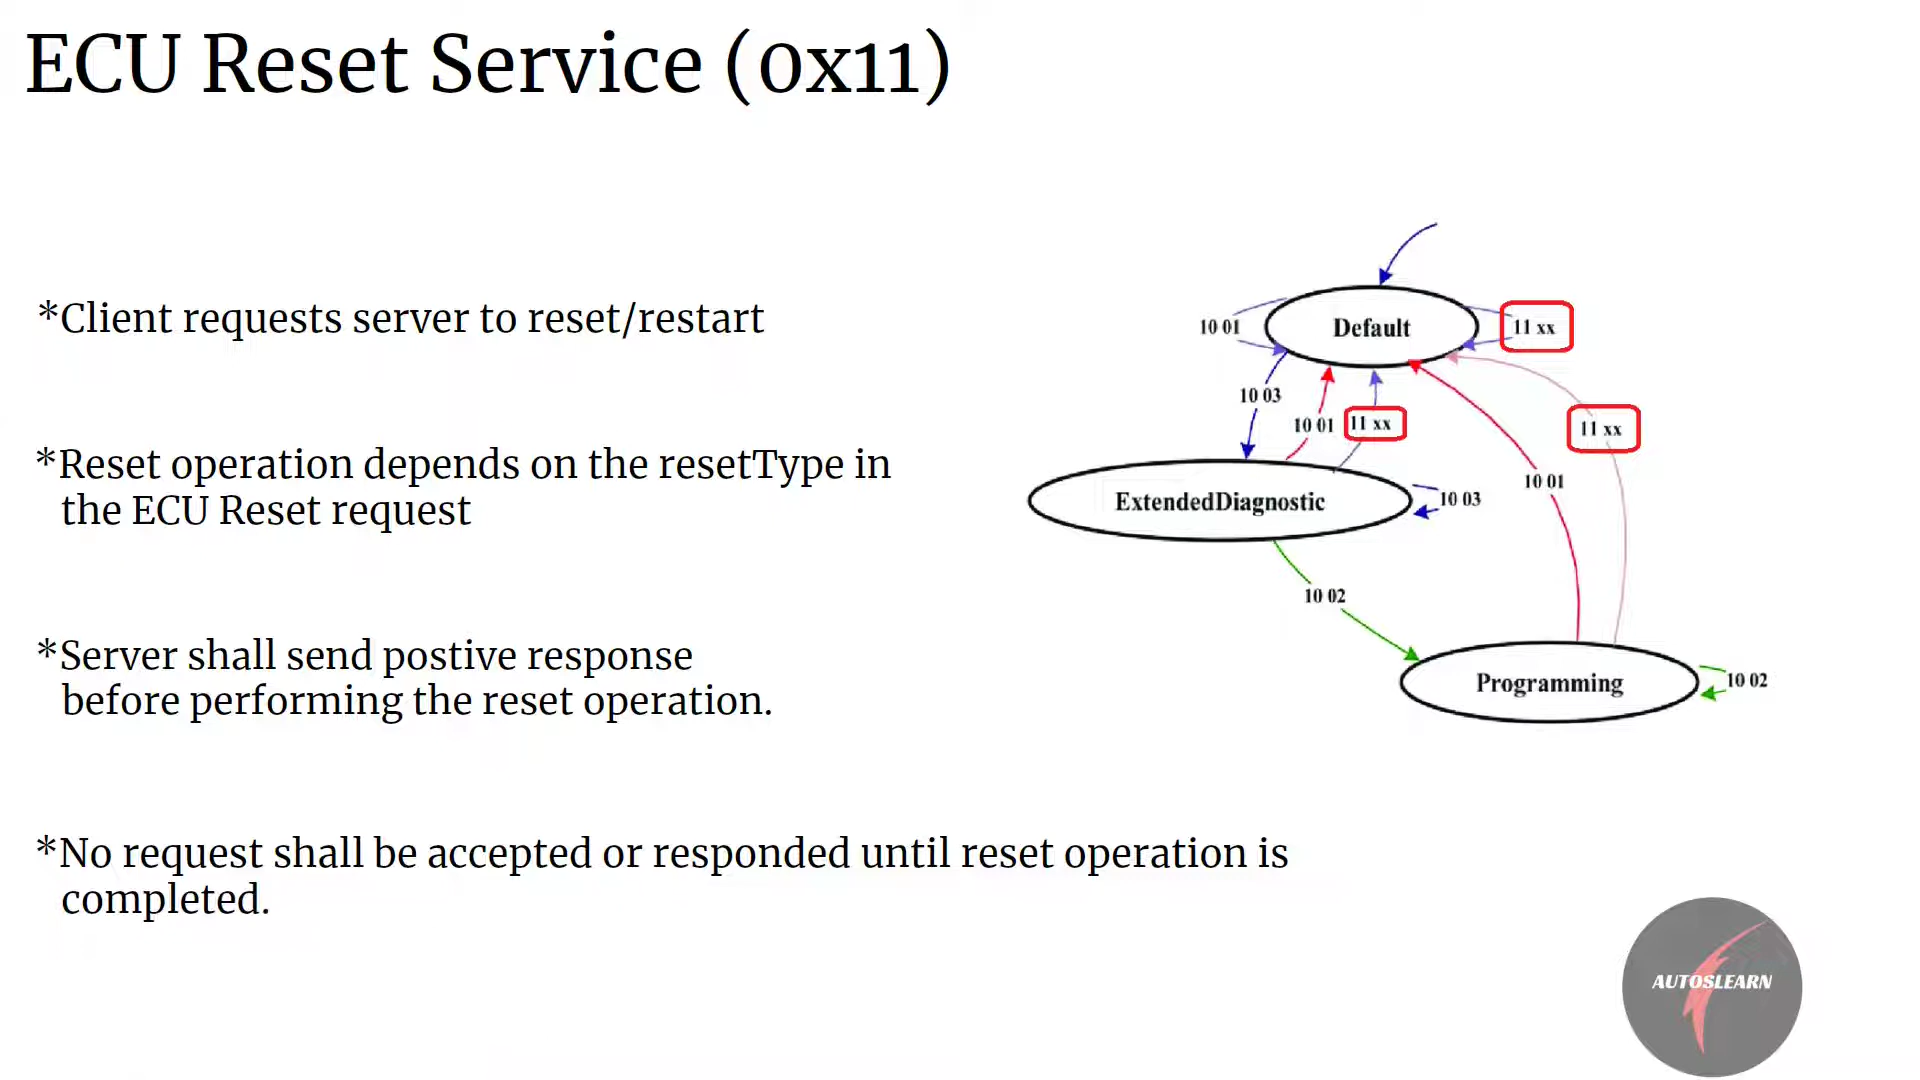 ECU Reset Service (0x11)
*Client requests server to reset/restart
*Reset operation depends on the resetType in
the ECU Reset request
*Server shall send postive response
before performing the reset operation.
*No request shall be accepted or responded until reset operation is
completed.
Default
10 01
11 xx
10 03
10 01
11 xx
11 xx
10 01
ExtendedDiagnostic
10 03
10 02
Programming
10 02
AUTOSLEARN